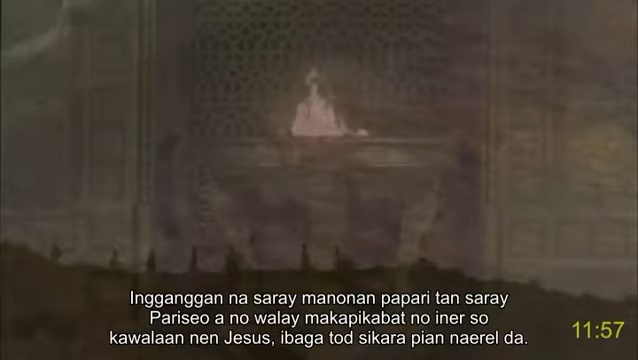 Ingganggan na saray manonan papari tan saray
Pariseo a no walay makapikabat no iner so
kawalaan nen Jesus, ibaga tod sikara pian naerel da.
11:57